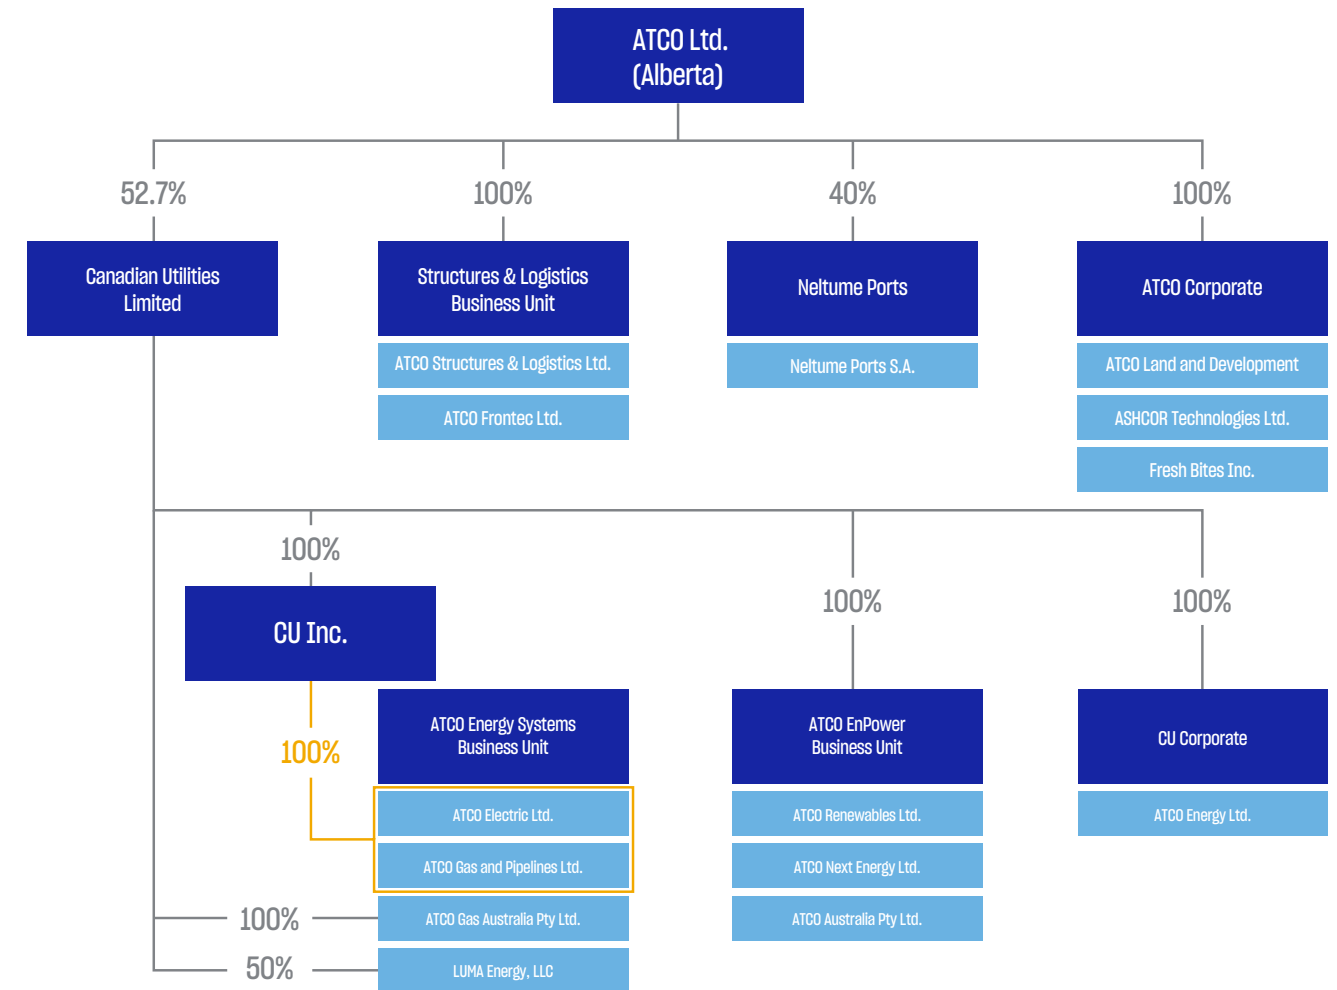 ATCO Ltd.
(Alberta)
52.7%
100%
40%
100%
Canadian Utilities
Limited
Structures & Logistics
Business Unit
Neltume Ports
ATCO Corporate
ATCO Structures & Logistics Ltd.
Neltume Ports S.A.
ATCO Land and Development
ATCO Frontec Ltd.
ASHCOR Technologies Ltd.
Fresh Bites Inc.
100%
100%
100%
CU Inc.
100%
ATCO Energy Systems
Business Unit
ATCO EnPower
Business Unit
CU Corporate
ATCO Electric Ltd.
ATCO Renewables Ltd.
ATCO Energy Ltd.
ATCO Gas and Pipelines Ltd.
ATCO Next Energy Ltd.
100%
ATCO Gas Australia Pty Ltd.
ATCO Australia Pty Ltd.
50%
LUMA Energy, LLC